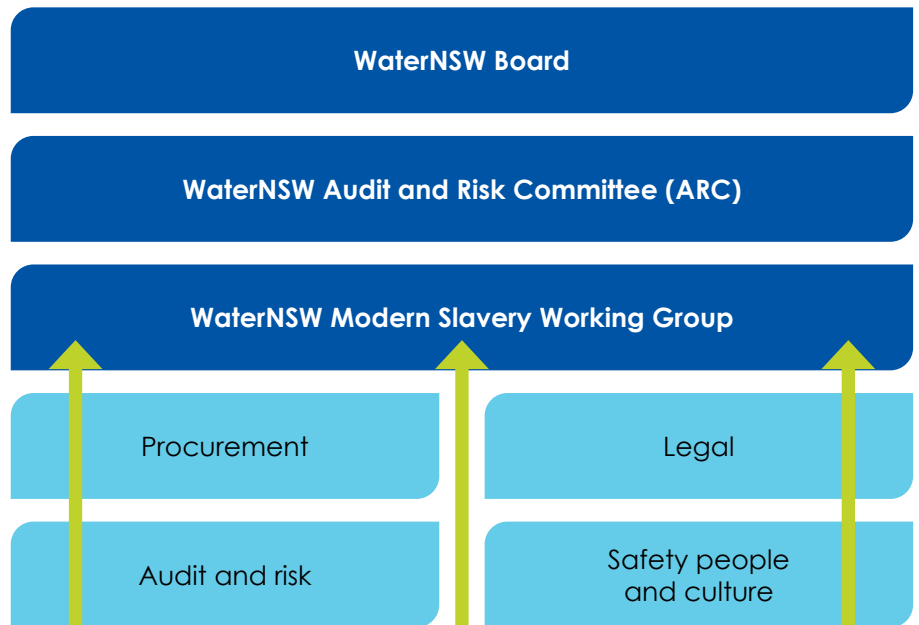 WaterNSW Board
WaterNSW Audit and Risk Committee (ARC)
WaterNSW Modern Slavery Working Group
Procurement
Legal
Audit and risk
Safety people
and culture